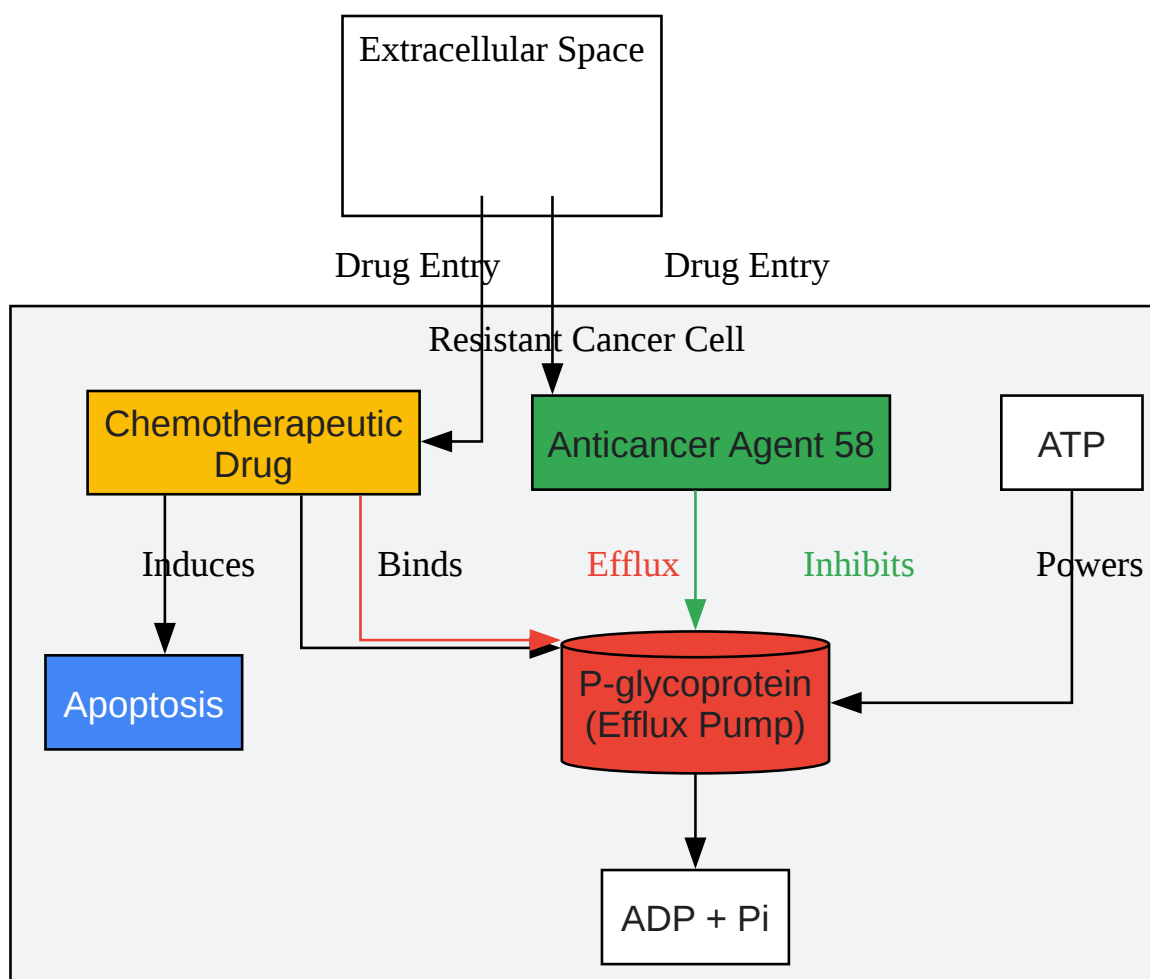 Extracellular Space
Drug Entry
Drug Entry
Resistant Cancer Cell
Chemotherapeutic
Drug
Anticancer Agent 58
ATP
Induces
Binds
Efflux
Inhibits
Powers
Apoptosis
P-glycoprotein
(Efflux Pump)
ADP + Pi